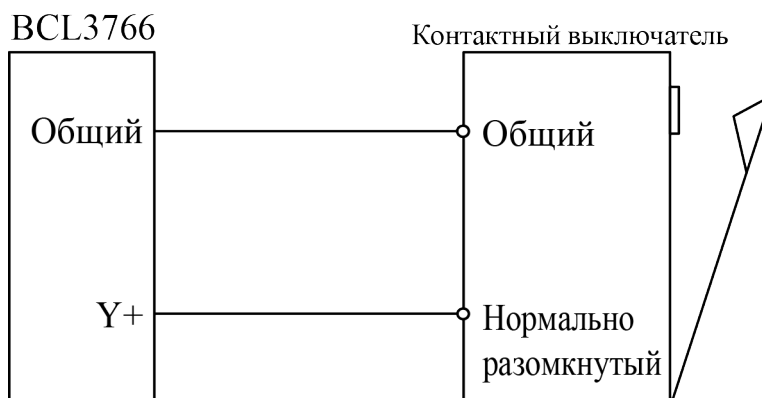 BCL3766
Контактный выключатель
Общий
Общий
Y+
Нормально
разомкнутый